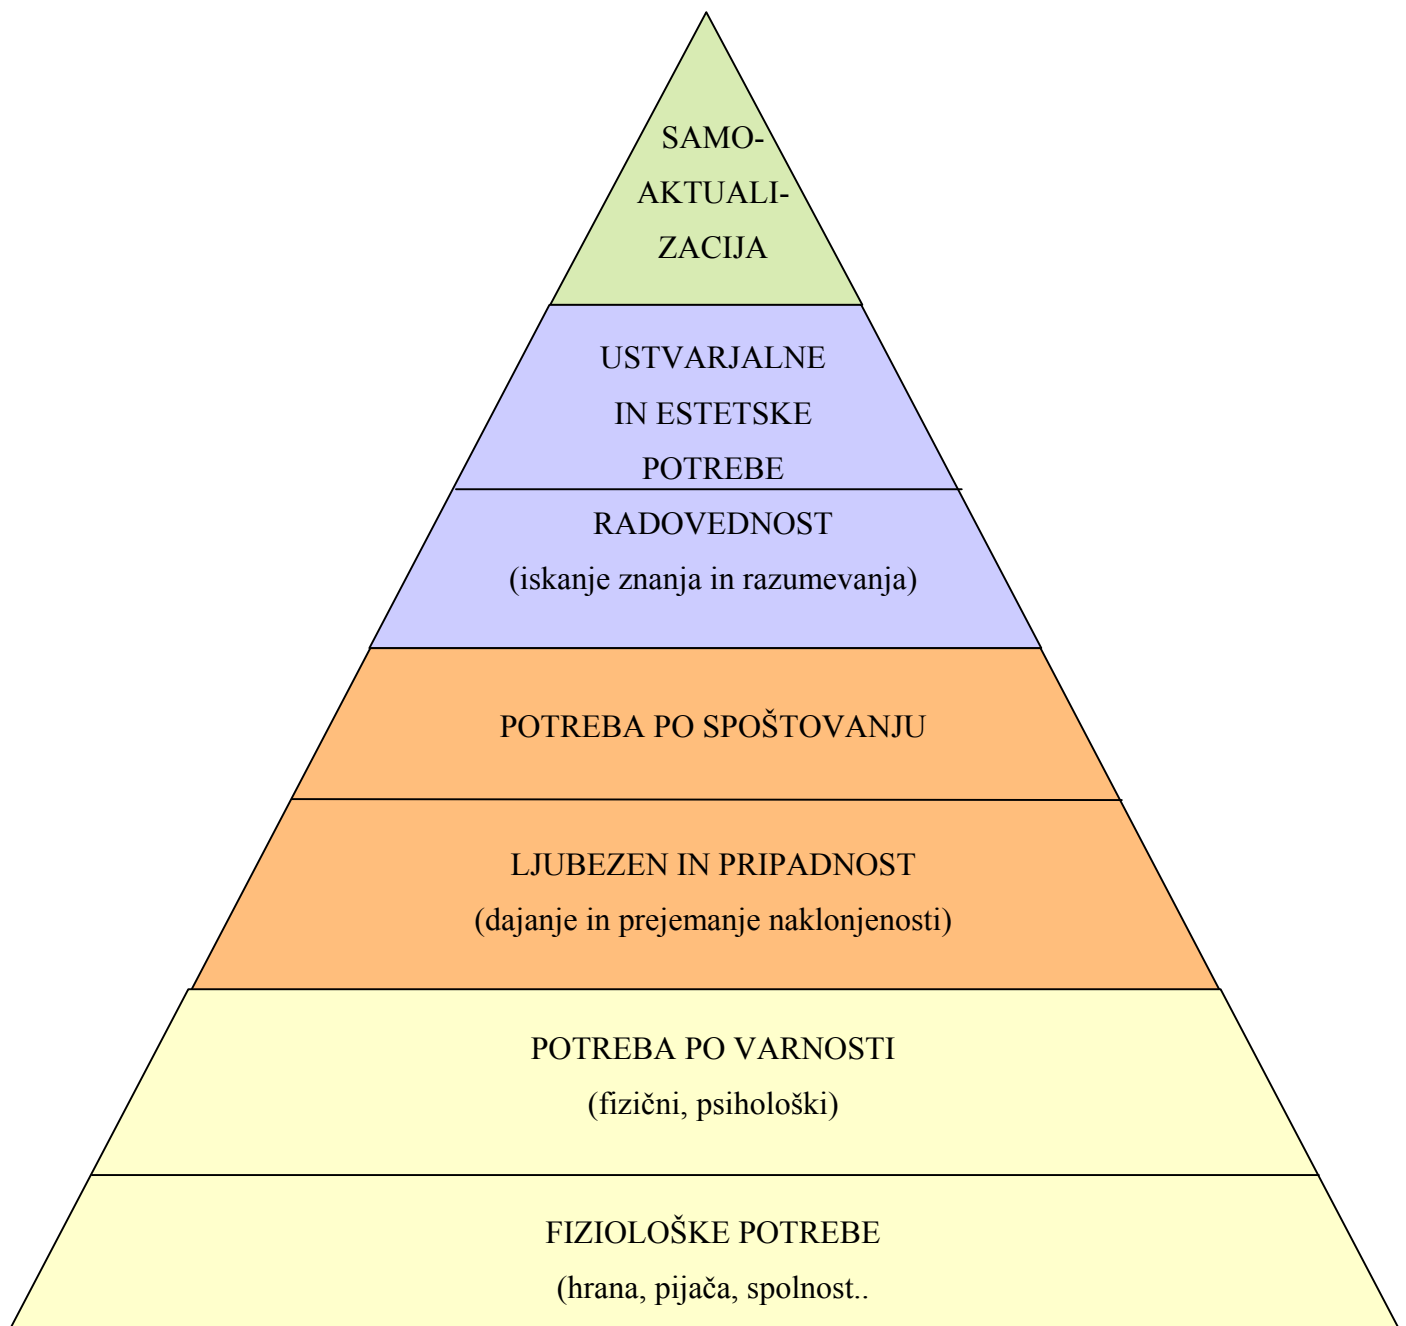 SAMO-
AKTUALI-
ZACIJA
USTVARJALNE
IN ESTETSKE
POTREBE
RADOVEDNOST
(iskanje znanja in razumevanja)
POTREBA PO SPOŠTOVANJU
LJUBEZEN IN PRIPADNOST
(dajanje in prejemanje naklonjenosti)
POTREBA PO VARNOSTI
(fizični, psihološki)
FIZIOLOŠKE POTREBE
(hrana, pijača, spolnost..